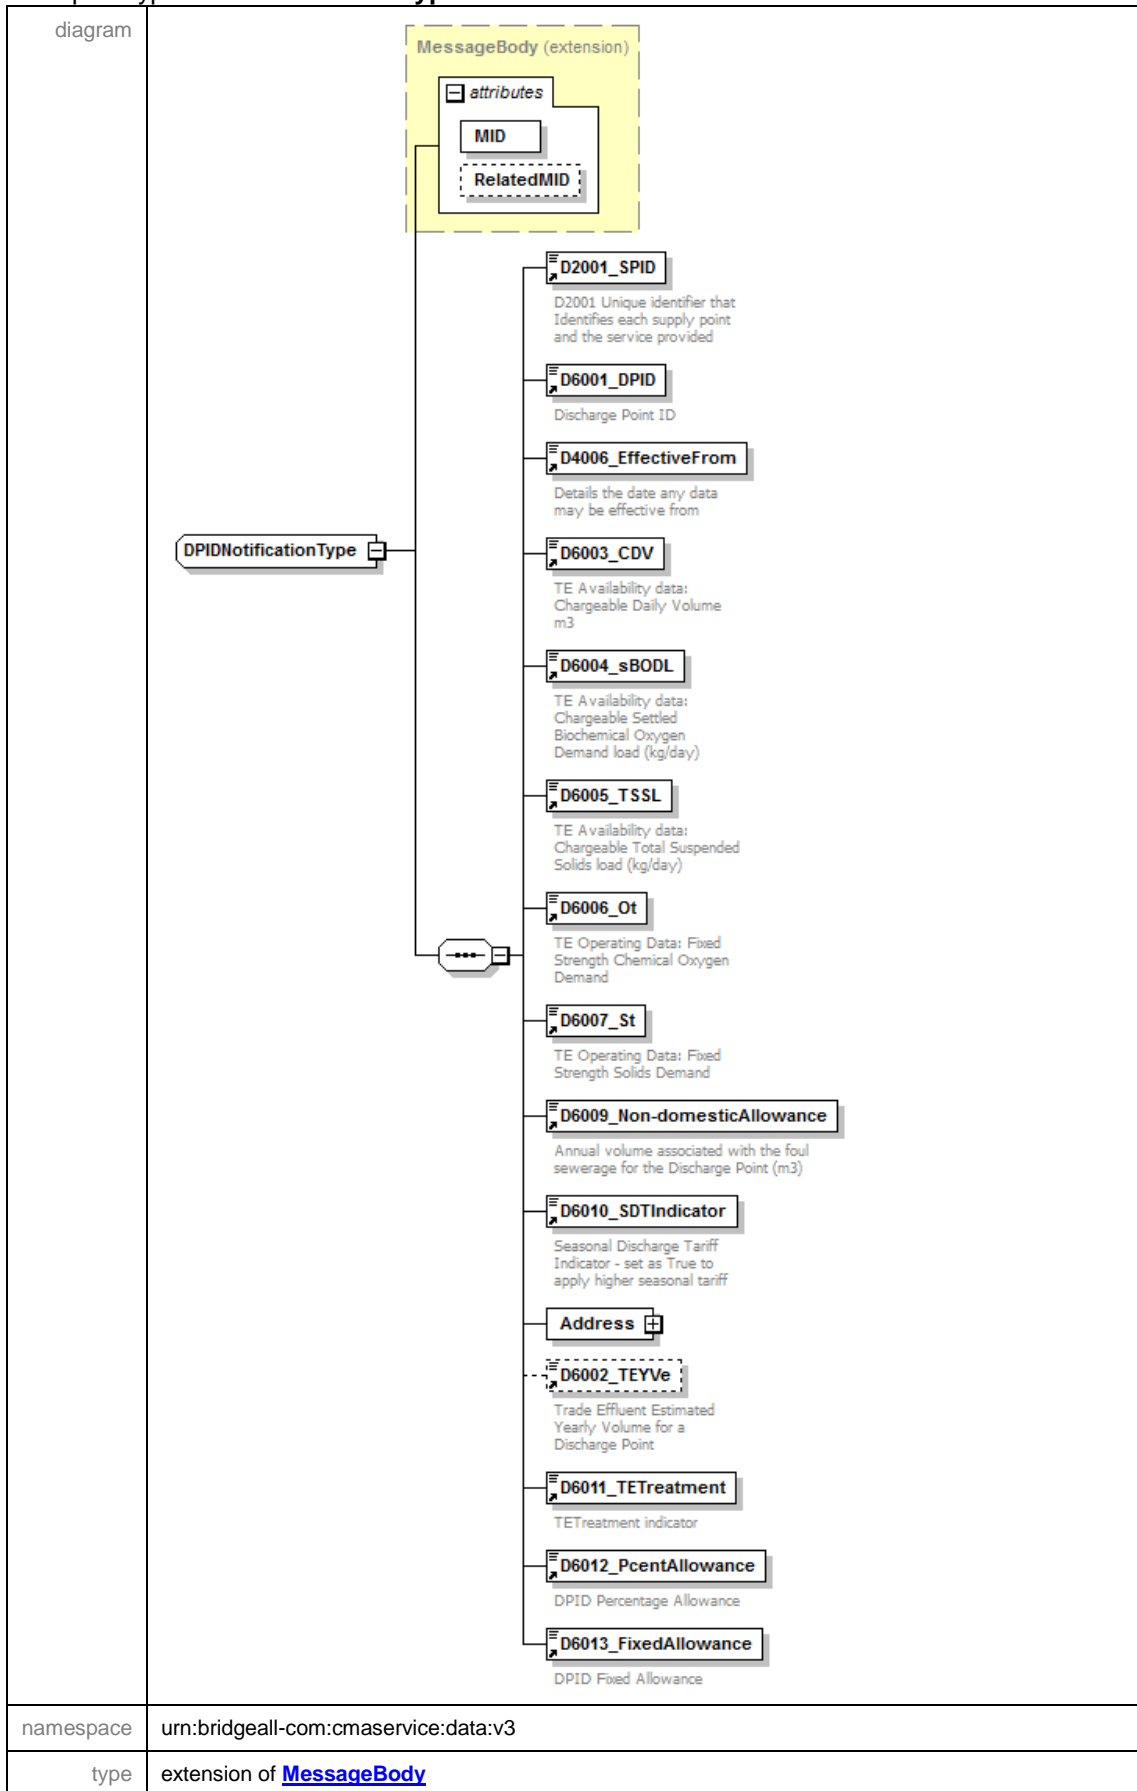 diagram
MessageBody (extension)
attributes
MID
RelatedMID
D2001_SPID
D2001 Unique identifier that
Identifies each supply point
and the service provided
D6001_DPID
Discharge Point ID
D4006_EffectiveFrom
Details the date any data
may be effective from
DPIDNotificationType
D6003_CDV
TE Availability data:
Chargeable Daily Volume
m3
D6004_sBODL
TE Availability data:
Chargeable Settled
Biochemical Oxygen
Demand load (kg/day)
D6005_TSSL
TE Availability data:
Chargeable Total Suspended
Solids load (kg/day)
D6006_Ot
TE Operating Data: Fixed
Strength Chemical Oxygen
Demand
D6007_St
TE Operating Data: Fixed
Strength Solids Demand
D6009_Non-domesticAllowance
Annual volume associated with the foul
sewerage for the Discharge Point (m3)
D6010_SDTIndicator
Seasonal Discharge Tariff
Indicator - set as True to
apply higher seasonal tariff
Address
D6002_TEYVe
Trade Effluent Estimated
Yearly Volume for a
Discharge Point
D6011_TETreatment
TETreatment indicator
D6012_PcentAllowance
DPID Percentage Allowance
D6013_FixedAllowance
DPID Fixed Allowance
namespace urn:bridgeall-com:cmaservice:data:v3
type extension of MessageBody